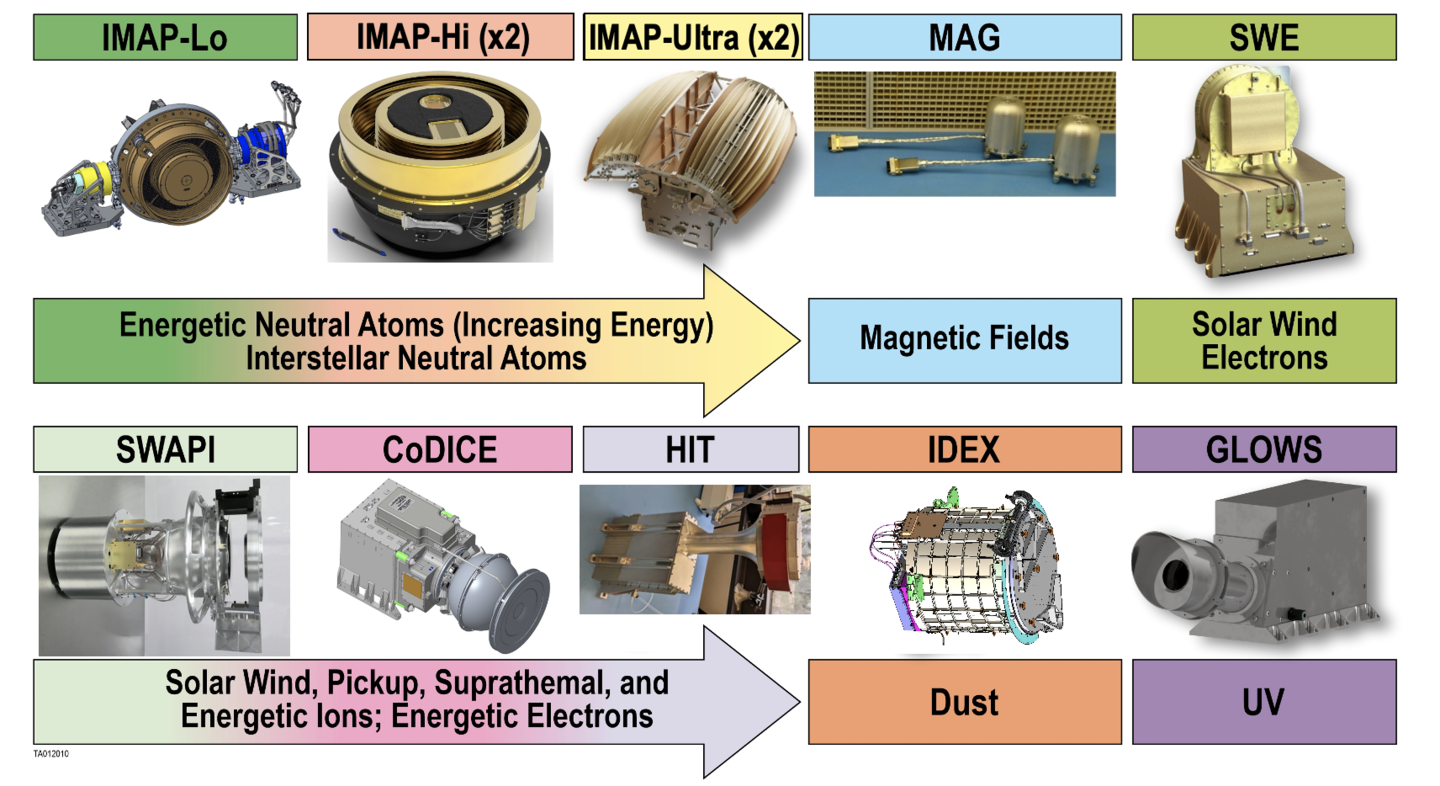 IMAP-Lo
IMAP-Hi (x2)
IMAP-Ultra (x2)
MAG
SWE
Energetic Neutral Atoms (Increasing Energy)
Interstellar Neutral Atoms
Magnetic Fields
Solar Wind
Electrons
SWAPI
CoDICE
HIT
IDEX
GLOWS
Solar Wind, Pickup, Suprathemal, and
Energetic Ions; Energetic Electrons
Dust
UV
TA012010